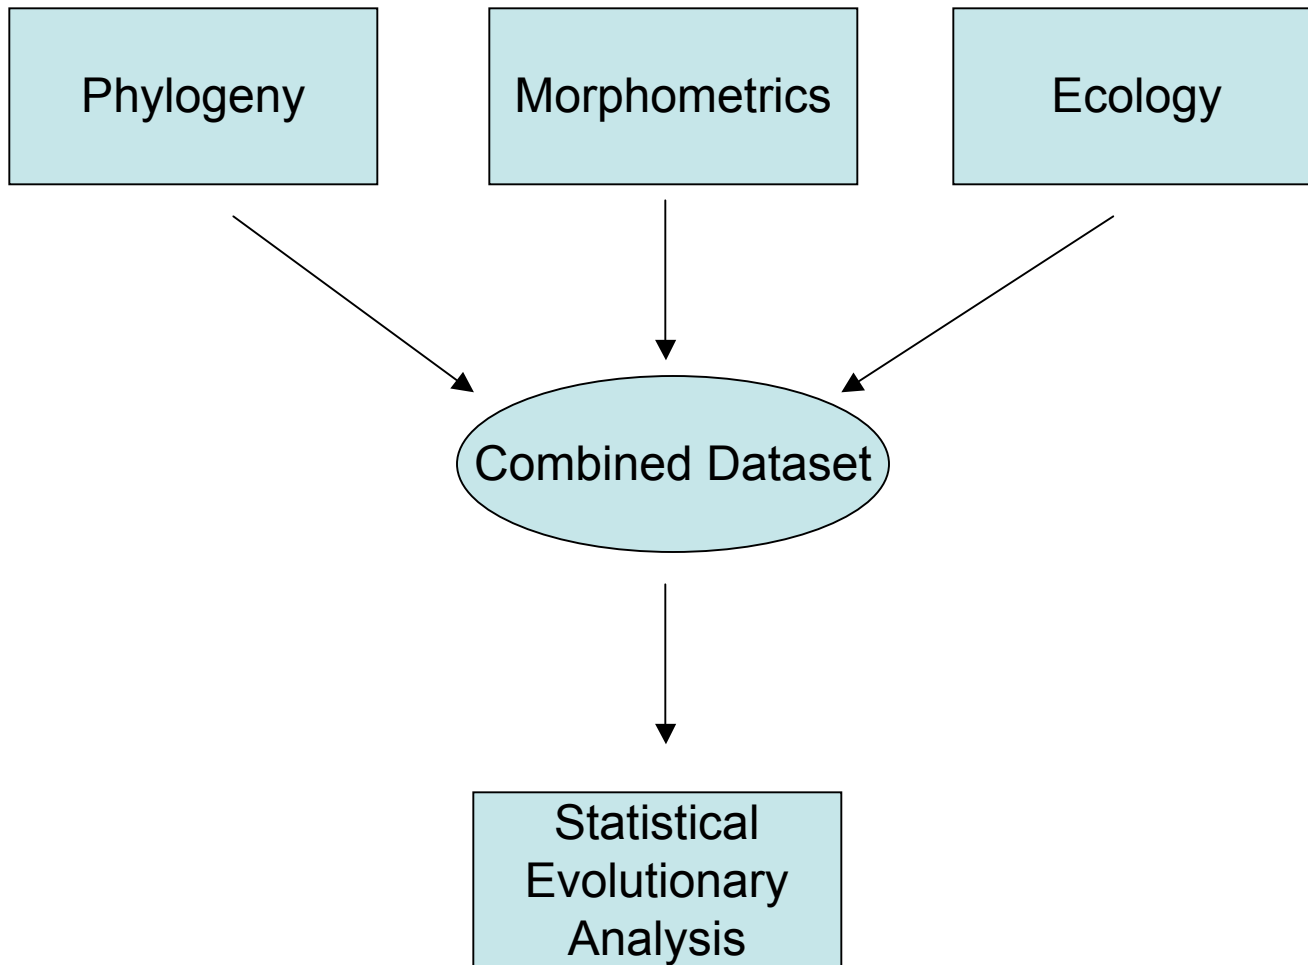 Phylogeny
Morphometrics
Ecology
Combined Dataset
Statistical
Evolutionary
Analysis